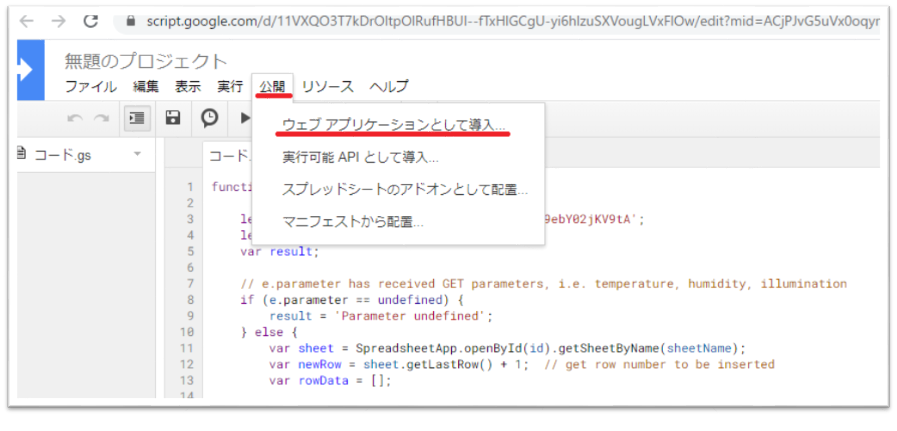 script.google.com/d/11VXQO3T7kDrOltpOlRufHBUI--fTxHlGCgU-yi6hIzuSXVougLVxFlOw/edit?mid=ACjPJvG5uVx0oqyr
無題のプロジェクト
ファイル 編集 表示 実行 公開 リソース ヘルプ
ウェブ アプリケーションとして導入...
実行可能 API として導入...
スプレッドシートのアドオンとして配置...
マニフェストから配置...
コード.gs
コード.
1 functi
2
3 le 9ebY02jKV9tA';
4 le
5 var result;
6
7 // e.parameter has received GET parameters, i.e. temperature, humidity, illumination
8 if (e.parameter == undefined) {
9 result = 'Parameter undefined';
10 } else {
11 var sheet = SpreadsheetApp.openById(id).getSheetByName(sheetName);
12 var newRow = sheet.getLastRow() + 1; // get row number to be inserted
13 var rowData = [];
14